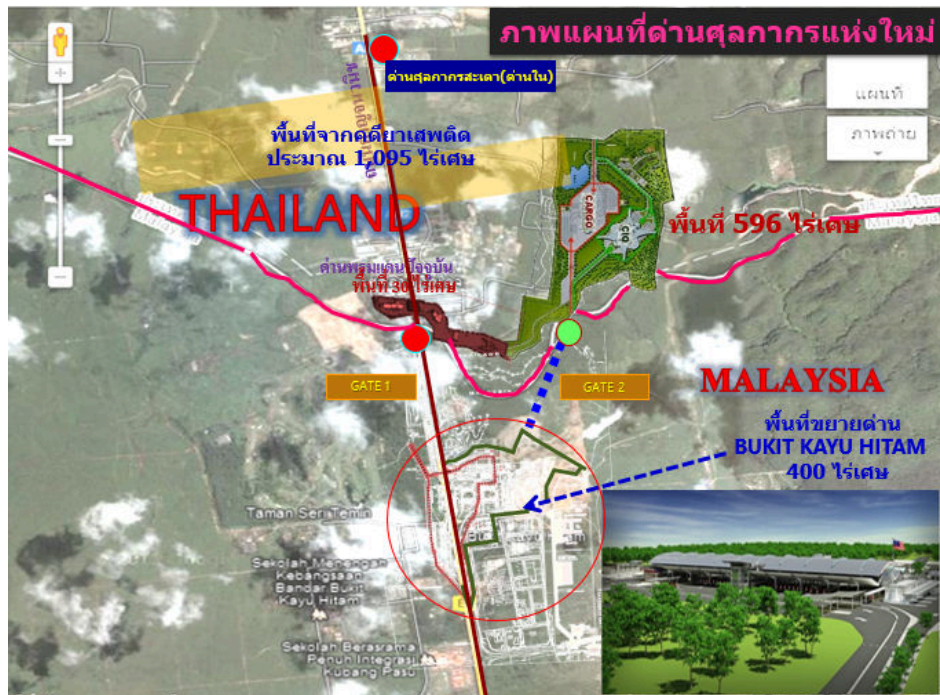 ภาพแผนที่ด่านศุลกากรแห่งใหม่
ด่านศุลกากรสะเดา(ด่านใน)
แผนที่
ภาพถ่าย
พื้นที่จากคดียาเสพติด
ประมาณ 1,095 ไร่เศษ
THAILAND
CARGO
CIQ
พื้นที่ 596 ไร่เศษ
ด่านพรมแดนปัจจุบัน
พื้นที่ 30 ไร่เศษ
GATE 1
GATE 2
MALAYSIA
พื้นที่ขยายด่าน
BUKIT KAYU HITAM
400 ไร่เศษ
Taman Seri Temin
Sekolah Menengah
Kebangsaan
Bandar Bukit
Kayu Hitam
Sekolah Berasrama
Penuh Integrasi
Kubang Pasu